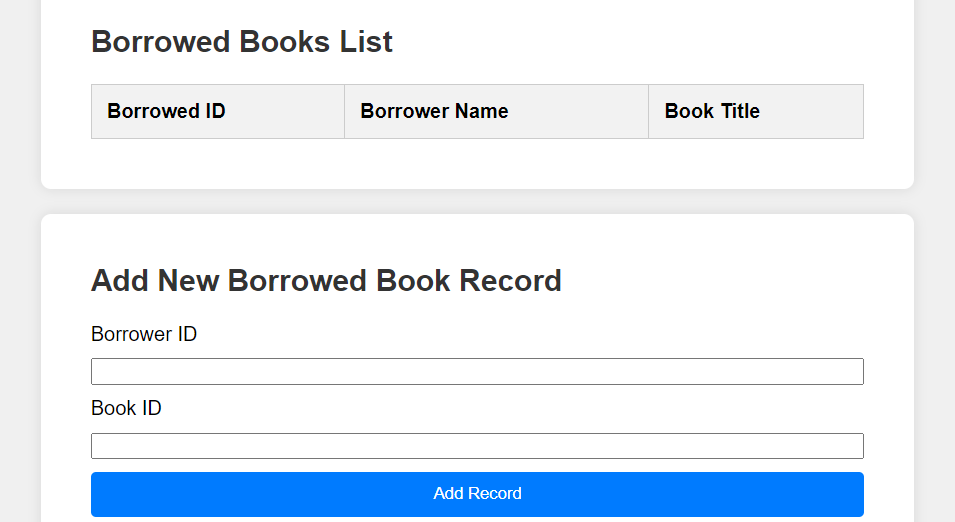 Borrowed Books List
Borrowed ID Borrower Name Book Title
Add New Borrowed Book Record
Borrower ID
Book ID
Add Record